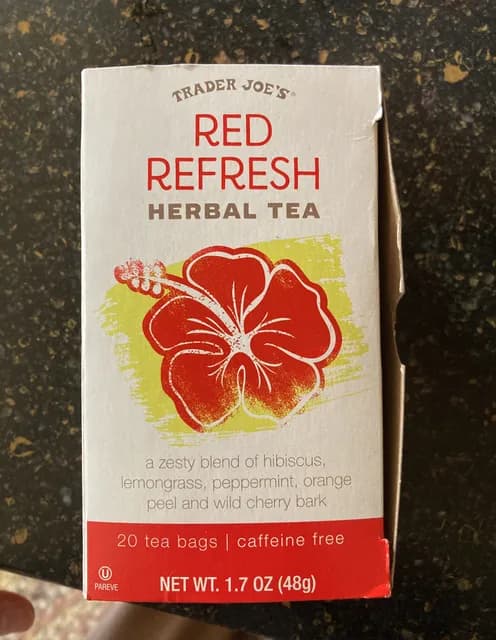 TRADER JOE'S®
RED
REFRESH
HERBAL TEA
a zesty blend of hibiscus,
lemongrass, peppermint, orange
peel and wild cherry bark
20 tea bags | caffeine free
U
PAREVE
NET WT. 1.7 OZ (48g)